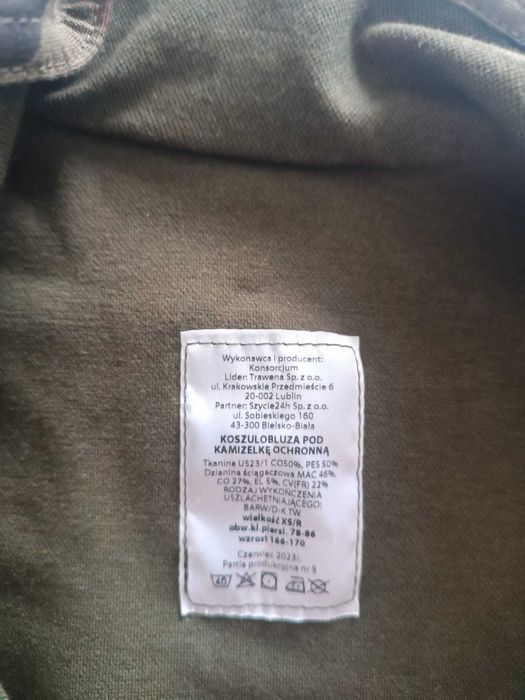 Wykonawca i producent:
Konsorcjum
Lider: Trawena Sp. z o.o.
ul. Krakowskie Przedmieście 6
20-002 Lublin
Partner: Szycie24h Sp. z o.o.
ul. Sobieskiego 160
43-300 Bielsko-Biała
KOSZULOBLUZA POD
KAMIZELKĘ OCHRONNĄ
Tkanina US23/1 CO50%, PES 50%
Dzianina ściągaczowa MAC 46%,
CO 27%, EL 5%, CV(FR) 22%
RODZAJ WYKOŃCZENIA
USZLACHETNIAJĄCEGO:
BARW/D-K TW
wielkość XS/R
obw.kl.piersi. 78-86
wzrost 166-170
Czerwiec 2023r.
Partia produkcyjna nr 5
40